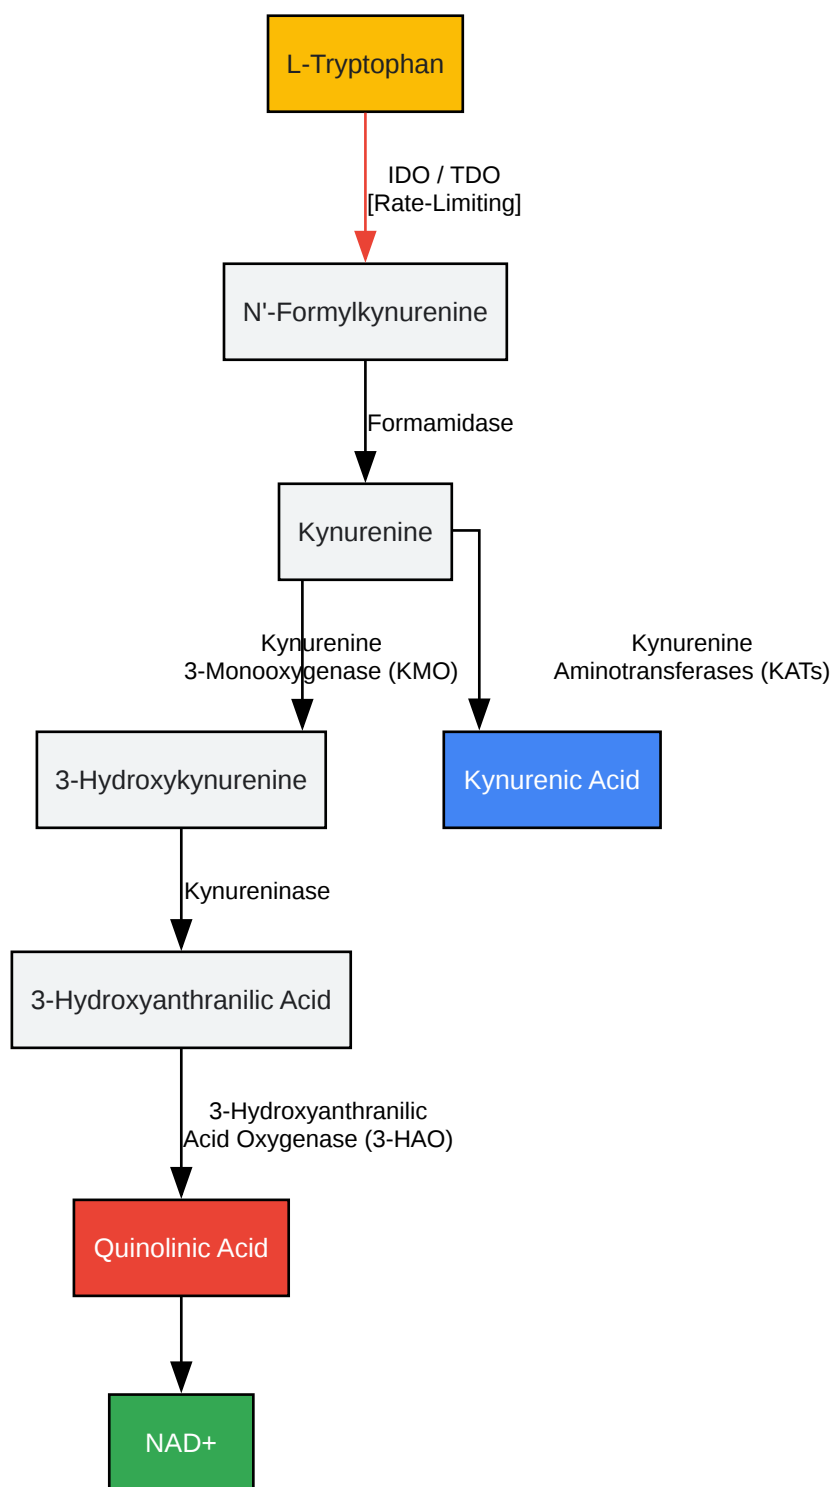 L-Tryptophan
IDO / TDO
[Rate-Limiting]
N'-Formylkynurenine
Formamidase
Kynurenine
Kynurenine
3-Monooxygenase (KMO)
Kynurenine
Aminotransferases (KATs)
3-Hydroxykynurenine
Kynurenic Acid
Kynureninase
3-Hydroxyanthranilic Acid
3-Hydroxyanthranilic
Acid Oxygenase (3-HAO)
Quinolinic Acid
NAD+